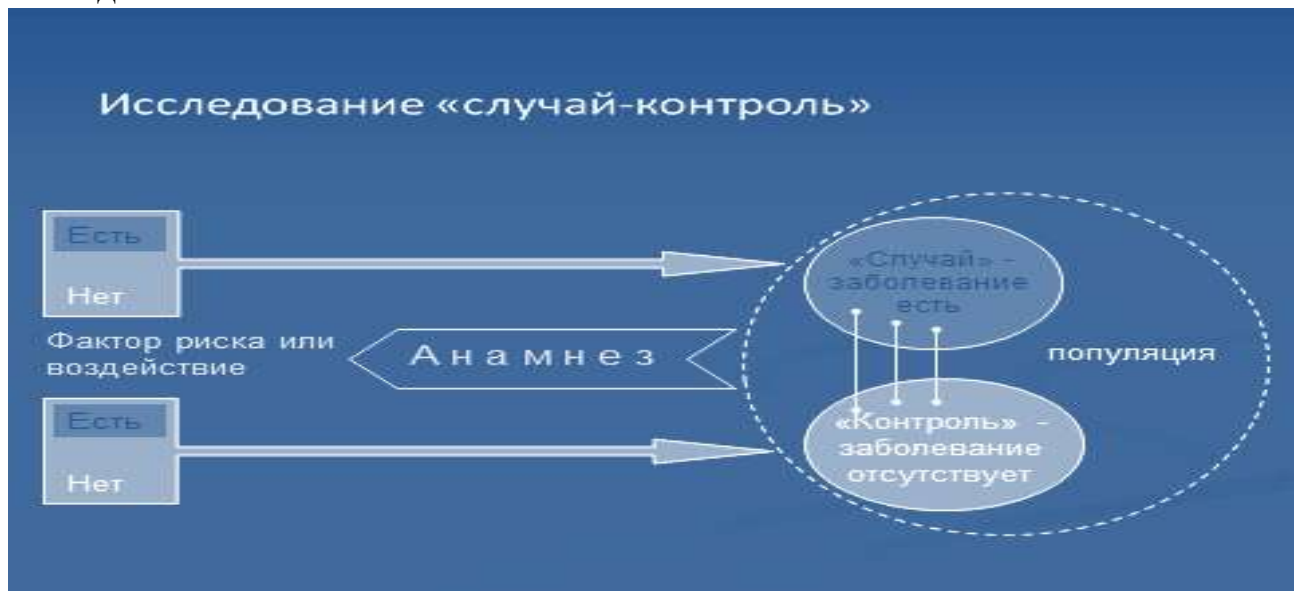 Исследование «случай-контроль»
Есть
Нет
Фактор риска или
воздействие
Есть
Нет
Анамнез
«Случай» -
заболевание
есть
популяция
«Контроль» -
заболевание
отсутствует